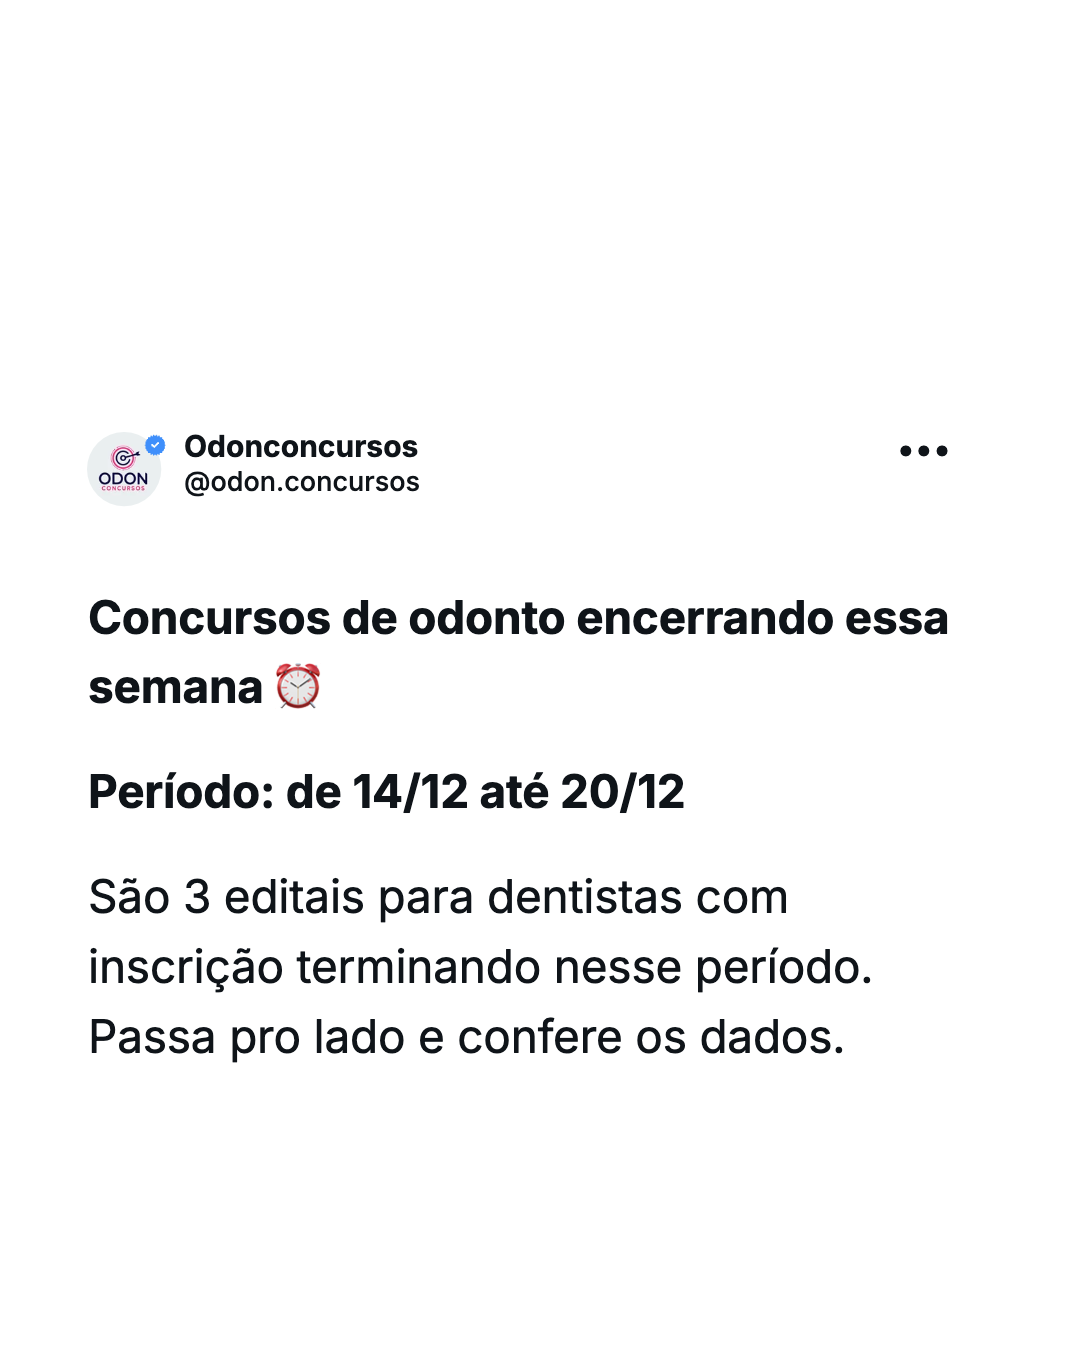 ODON
CONCURSOS
Odonconcursos
@odon.concursos
Concursos de odonto encerrando essa
semana ⏰
Período: de 14/12 até 20/12
São 3 editais para dentistas com
inscrição terminando nesse período.
Passa pro lado e confere os dados.